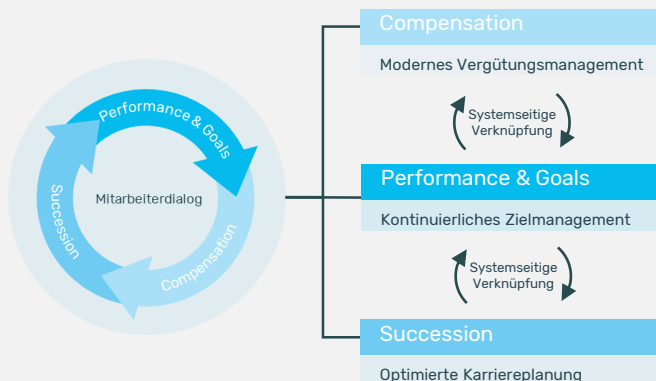 Performance & Goals
Succession
Mitarbeiterdialog
Compensation
Compensation
Modernes Vergütungsmanagement
Systemseitige
Verknüpfung
Performance & Goals
Kontinuierliches Zielmanagement
Systemseitige
Verknüpfung
Succession
Optimierte Karriereplanung